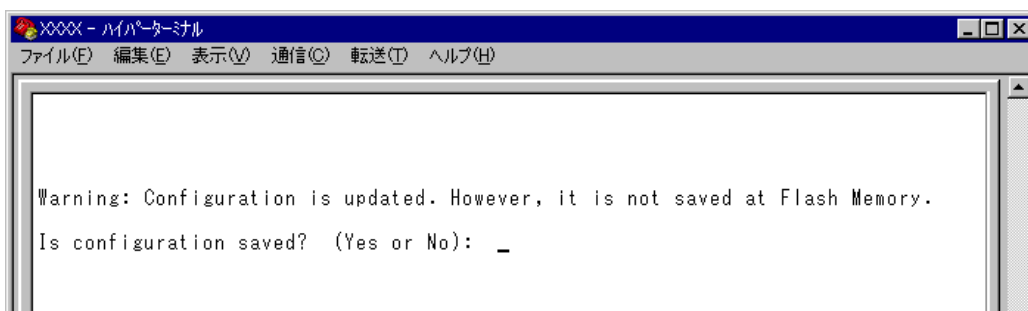 XXXX - ハイパーターミナル
ファイル(F) 編集(E) 表示(V) 通信(C) 転送(T) ヘルプ(H)
Warning: Configuration is updated. However, it is not saved at Flash Memory.
Is configuration saved? (Yes or No): _